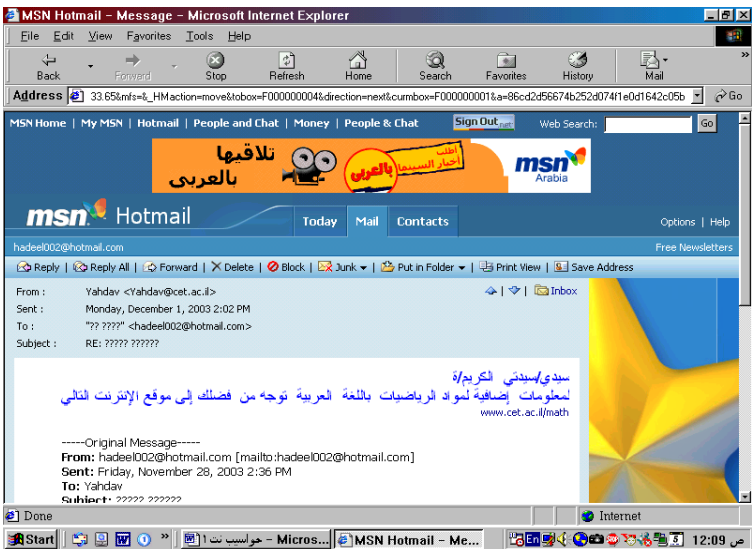 MSN Hotmail - Message - Microsoft Internet Explorer
File Edit View Favorites Tools Help
Back Forward Stop Refresh Home Search Favorites History Mail
Address 33.65&mfs=&_HMaction=move&tobox=F000000004&direction=next&curmbox=F000000001&a=86cd2d56674b252d074f1e0d1642c05b Go
MSN Home | My MSN | Hotmail | People and Chat | Money | People & Chat Sign Out.net Web Search: Go
تلاقيها
بالعربى
أطلب
أخبار السينما
بالعربى
msn
Arabia
msn Hotmail Today Mail Contacts Options | Help
hadeel002@hotmail.com Free Newsletters
Reply | Reply All | Forward | Delete | Block | Junk | Put in Folder | Print View | Save Address
From : Yahdav <Yahdav@cet.ac.il> Inbox
Sent : Monday, December 1, 2003 2:02 PM
To : "?? ????" <hadeel002@hotmail.com>
Subject : RE: ????? ??????
سيدي/سيدتي الكريم/ة
لمعلومات إضافية لمواد الرياضيات باللغة العربية توجه من فضلك إلى موقع الإنترنت التالي
www.cet.ac.il/math
-----Original Message-----
From: hadeel002@hotmail.com [mailto:hadeel002@hotmail.com]
Sent: Friday, November 28, 2003 2:36 PM
To: Yahdav
Subject: ????? ??????
Done Internet
Start حواسيب نت ١ - Micros... MSN Hotmail - Me... En 12:09 ص